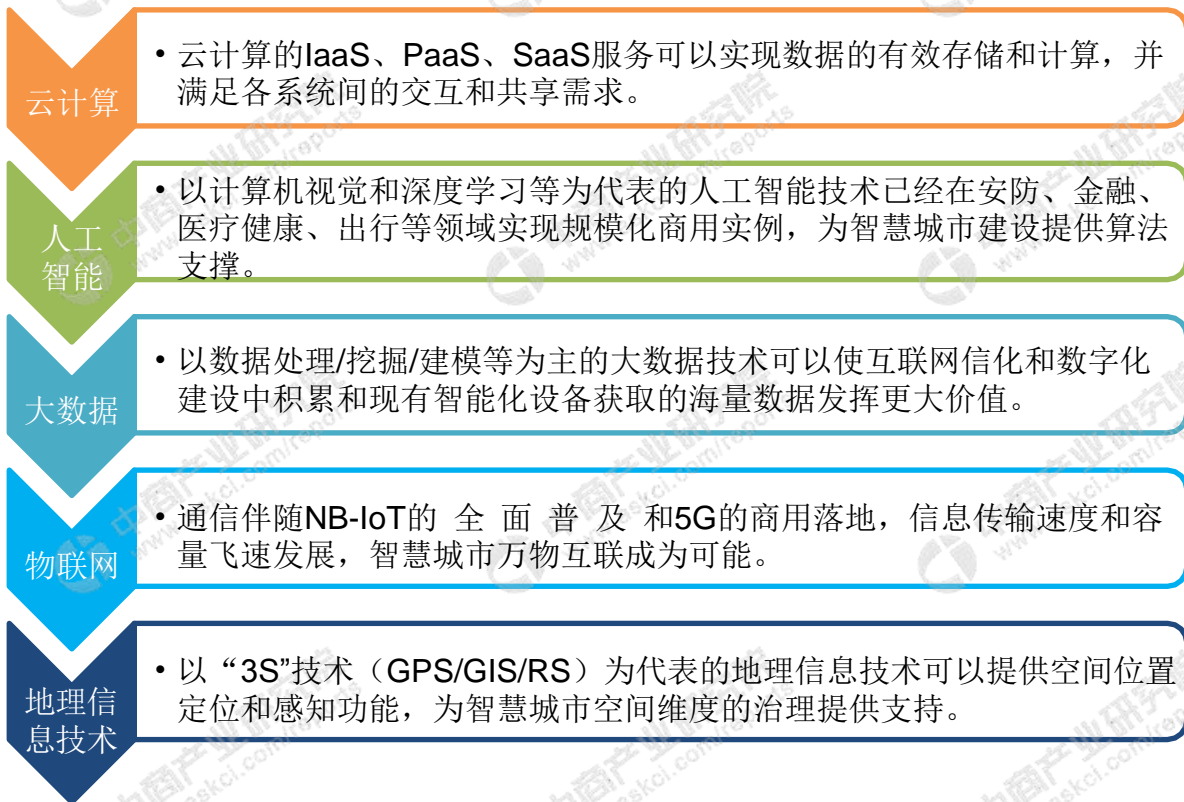 云计算
• 云计算的IaaS、PaaS、SaaS服务可以实现数据的有效存储和计算，并
满足各系统间的交互和共享需求。
人工
智能
• 以计算机视觉和深度学习等为代表的人工智能技术已经在安防、金融、
医疗健康、出行等领域实现规模化商用实例，为智慧城市建设提供算法
支撑。
大数据
• 以数据处理/挖掘/建模等为主的大数据技术可以使互联网信化和数字化
建设中积累和现有智能化设备获取的海量数据发挥更大价值。
物联网
• 通信伴随NB-IoT的 全 面 普 及 和5G的商用落地，信息传输速度和容
量飞速发展，智慧城市万物互联成为可能。
地理信
息技术
• 以“3S”技术（GPS/GIS/RS）为代表的地理信息技术可以提供空间位置
定位和感知功能，为智慧城市空间维度的治理提供支持。
中商产业研究院